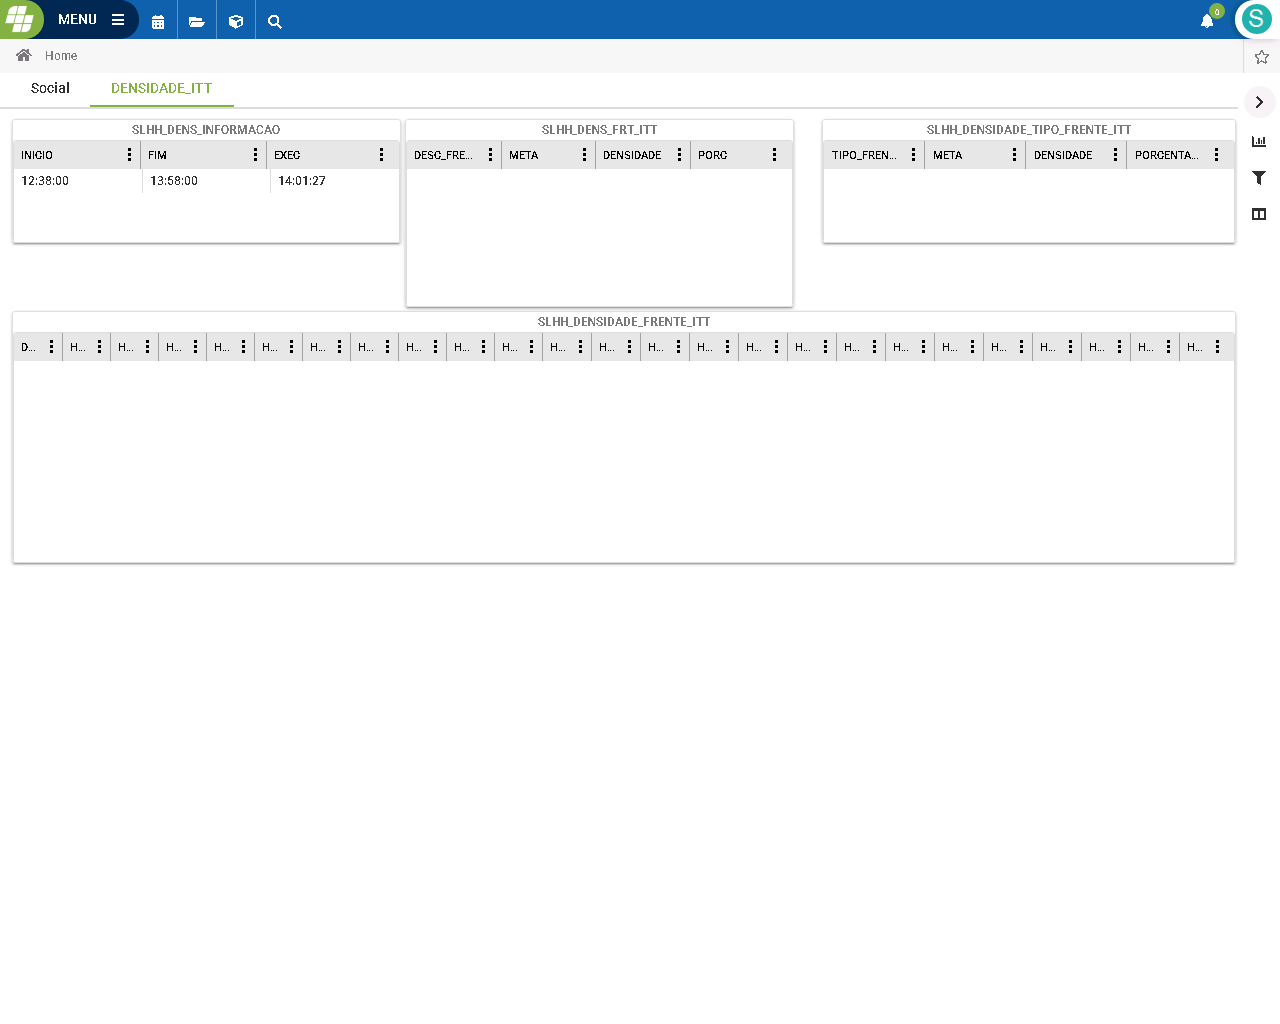 MENU
0
S
Home
Social DENSIDADE_ITT
SLHH_DENS_INFORMACAO
INICIO FIM EXEC
12:38:00 13:58:00 14:01:27
SLHH_DENS_FRT_ITT
DESC_FRE... META DENSIDADE PORC
SLHH_DENSIDADE_TIPO_FRENTE_ITT
TIPO_FREN... META DENSIDADE PORCENTA...
SLHH_DENSIDADE_FRENTE_ITT
D... H... H... H... H... H... H... H... H... H... H... H... H... H... H... H... H... H... H... H... H... H... H... H... H...